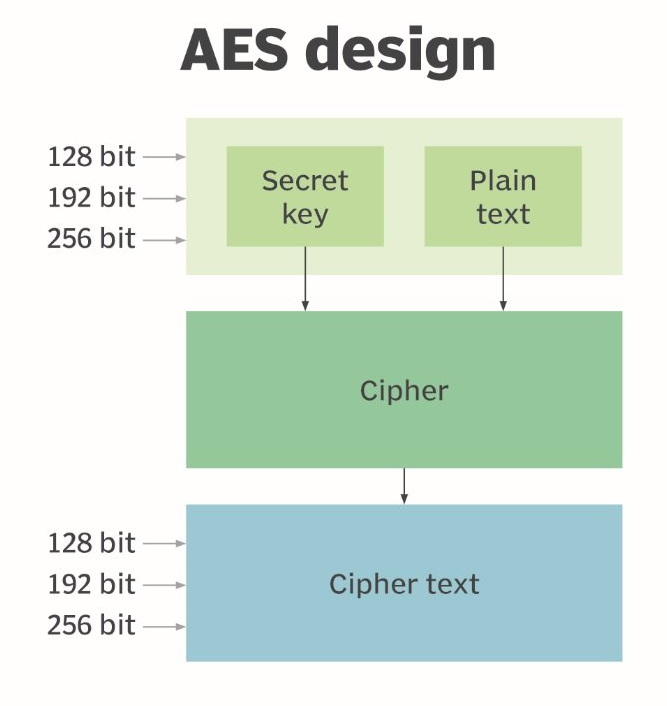 AES design
128 bit
192 bit
256 bit
Secret
key
Plain
text
Cipher
128 bit
192 bit
256 bit
Cipher text